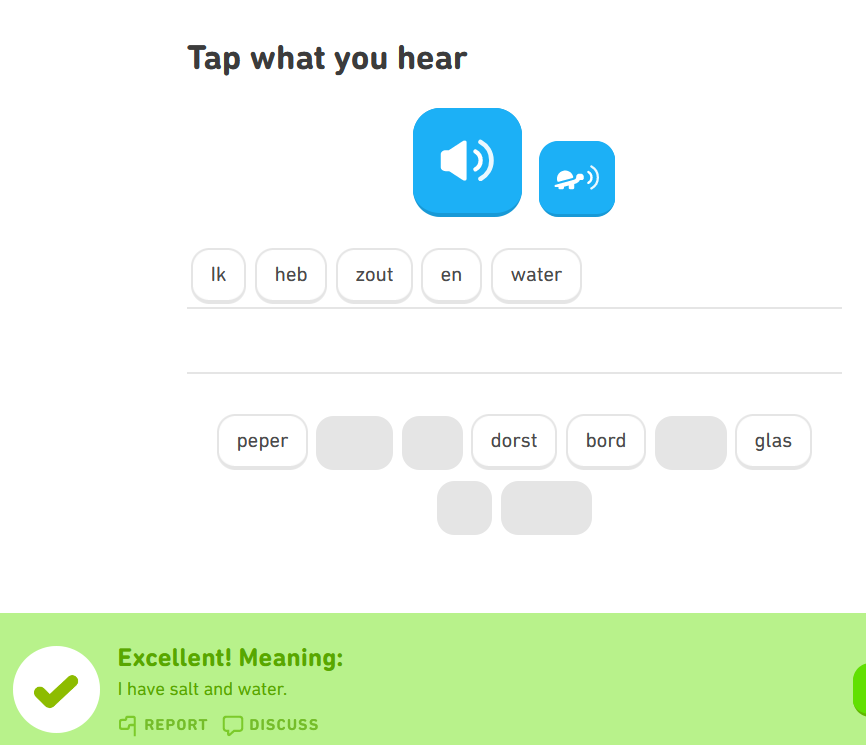 Tap what you hear
Ik heb zout en water
peper dorst bord glas
Excellent! Meaning:
I have salt and water.
REPORT DISCUSS